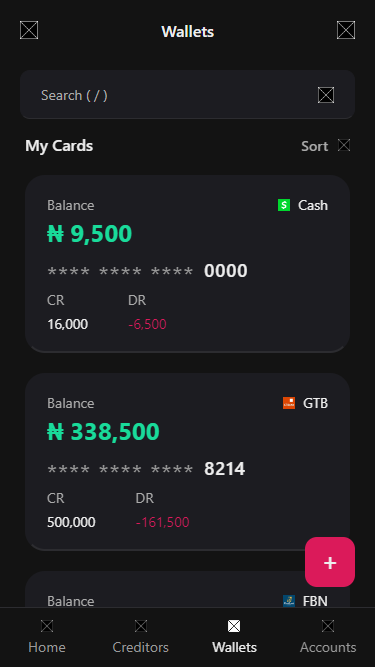 Wallets
Search ( / )
My Cards
Sort
Balance
Cash
₦ 9,500
**** **** **** 0000
CR DR
16,000 -6,500
Balance
GTB
₦ 338,500
**** **** **** 8214
CR DR
500,000 -161,500
+
Balance
FBN
Home Creditors Wallets Accounts